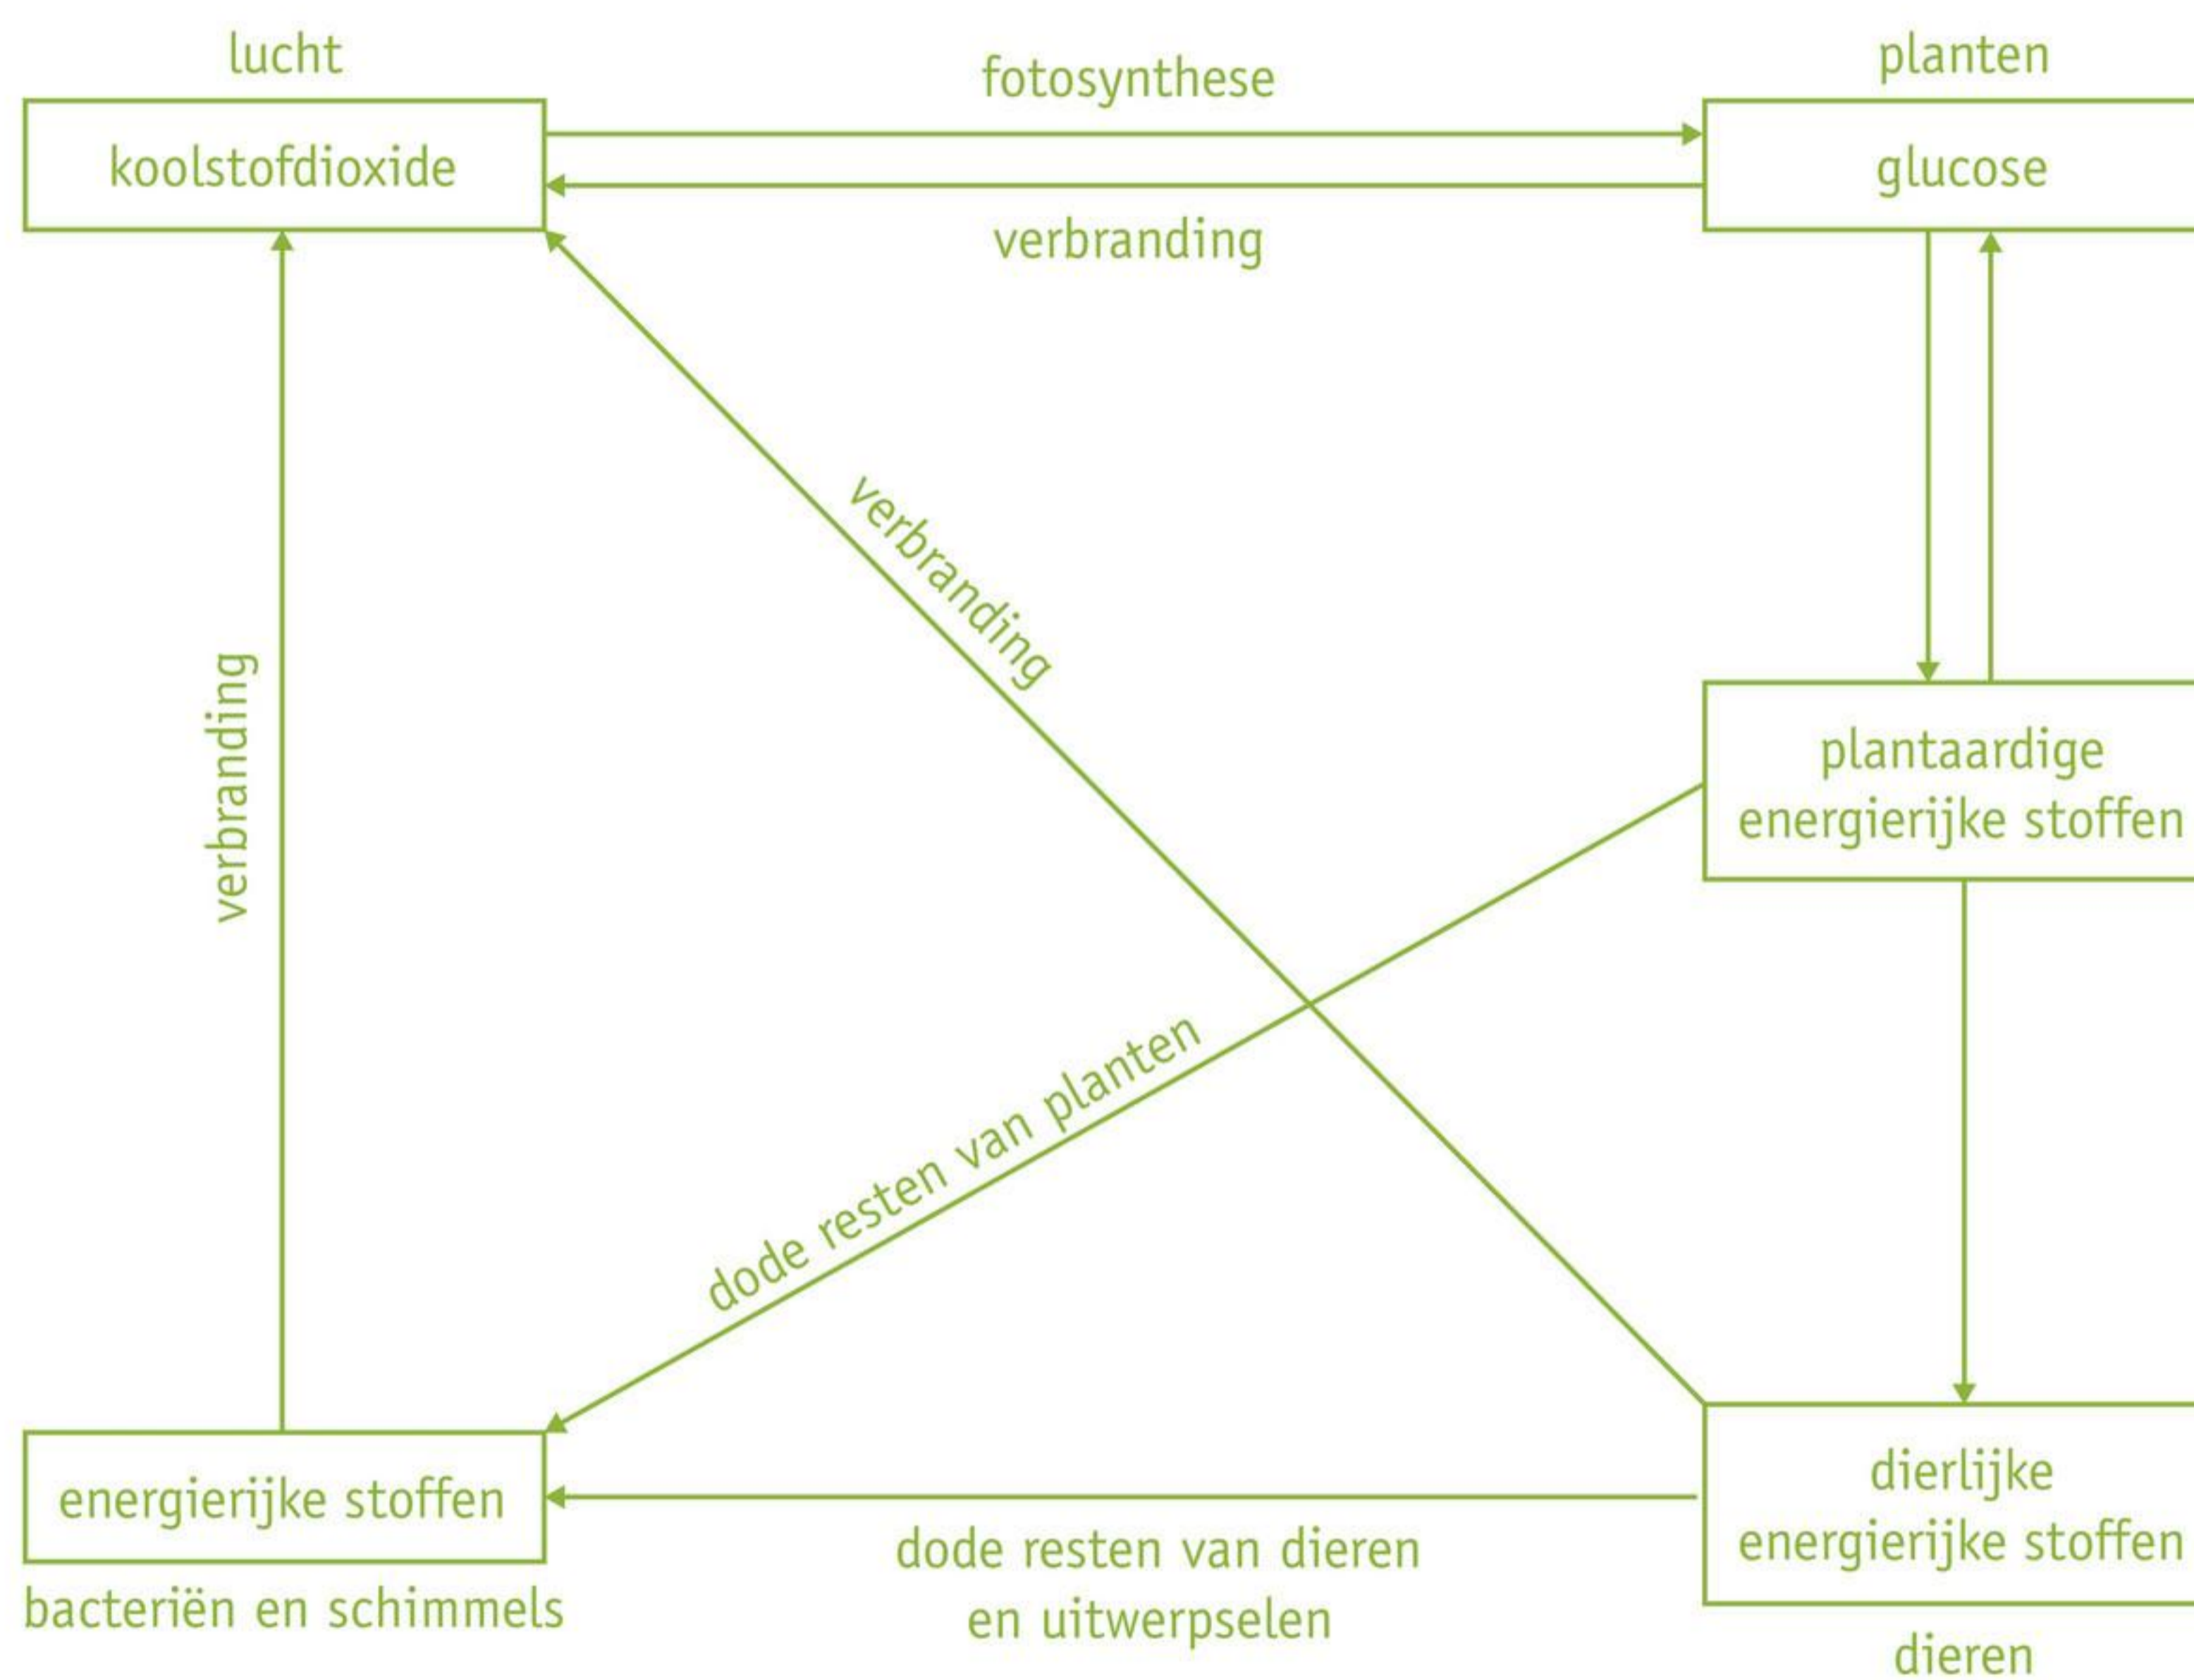 lucht
fotosynthese
planten
koolstofdioxide
glucose
verbranding
verbranding
verbranding
plantaardige
energierijke stoffen
dode resten van planten
energierijke stoffen
dierlijke
energierijke stoffen
dode resten van dieren
en uitwerpselen
bacteriën en schimmels
dieren